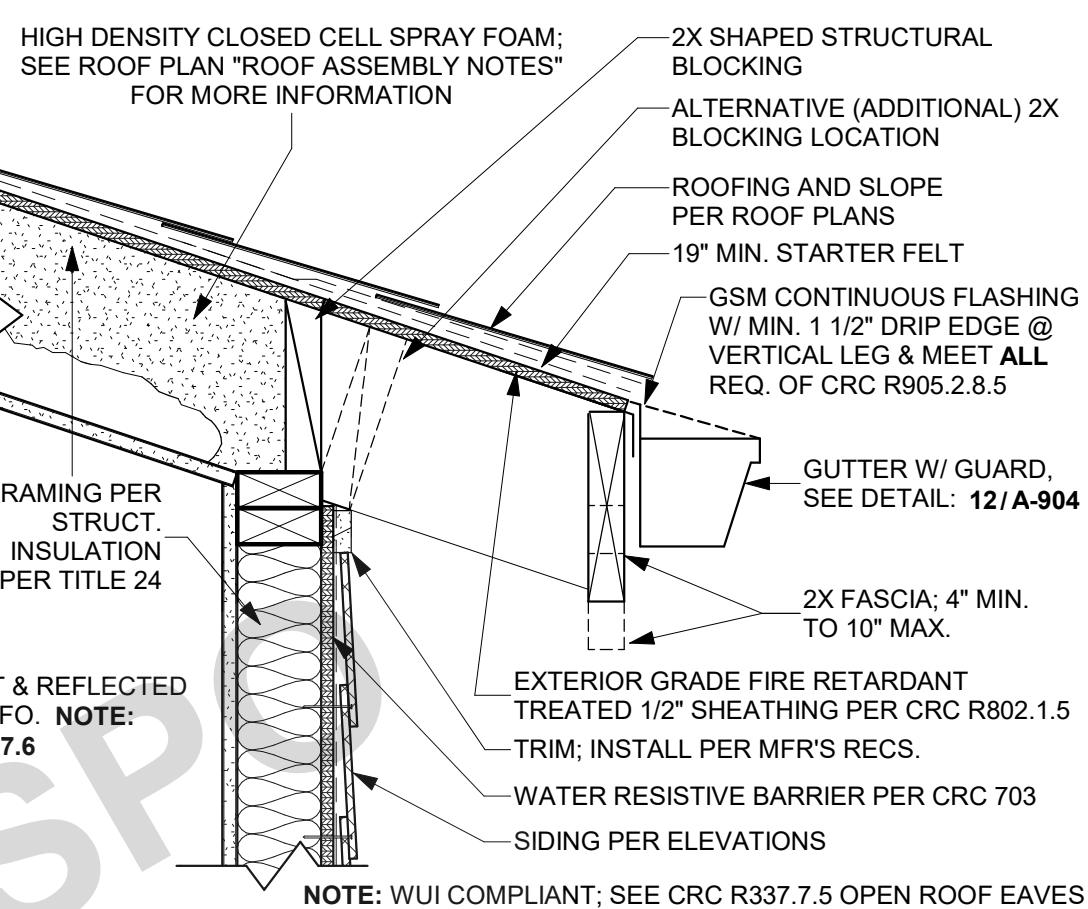 HIGH DENSITY CLOSED CELL SPRAY FOAM;
SEE ROOF PLAN "ROOF ASSEMBLY NOTES"
FOR MORE INFORMATION
2X SHAPED STRUCTURAL
BLOCKING
ALTERNATIVE (ADDITIONAL) 2X
BLOCKING LOCATION
ROOFING AND SLOPE
PER ROOF PLANS
19" MIN. STARTER FELT
GSM CONTINUOUS FLASHING
W/ MIN. 1 1/2" DRIP EDGE @
VERTICAL LEG & MEET ALL
REQ. OF CRC R905.2.8.5
GUTTER W/ GUARD,
SEE DETAIL: 12/A-904
2X FASCIA; 4" MIN.
TO 10" MAX.
RAMING PER
STRUCT.
INSULATION
PER TITLE 24
T & REFLECTED
FO. NOTE:
7.6
EXTERIOR GRADE FIRE RETARDANT
TREATED 1/2" SHEATHING PER CRC R802.1.5
TRIM; INSTALL PER MFR'S RECS.
WATER RESISTIVE BARRIER PER CRC 703
SIDING PER ELEVATIONS
NOTE: WUI COMPLIANT; SEE CRC R337.7.5 OPEN ROOF EAVES
SPO